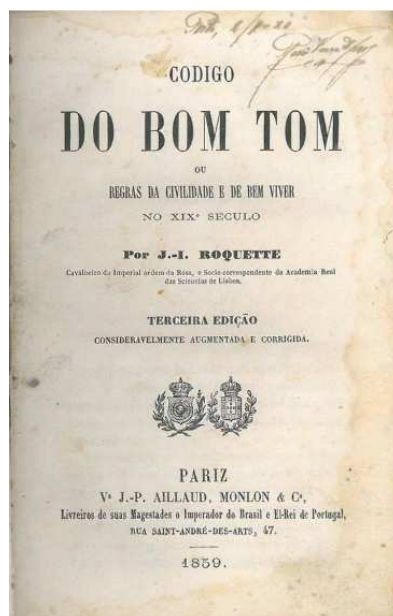 CODIGO
DO BOM TOM
OU
REGRAS DA CIVILIDADE E DE BEM VIVER
NO XIXº SECULO
Por J.-I. ROQUETTE
Cavalleiro da Imperial ordem da Rosa, e Socio correspondente da Academia Real
das Sciencias de Lisboa.
TERCEIRA EDIÇÃO
CONSIDERAVELMENTE AUGMENTADA E CORRIGIDA.
PARIZ
Vª J.-P. AILLAUD, MONLON & Cª,
Livreiros de suas Magestades o Imperador do Brasil e El-Rei de Portugal,
RUA SAINT-ANDRÉ-DES-ARTS, 47.
1859.